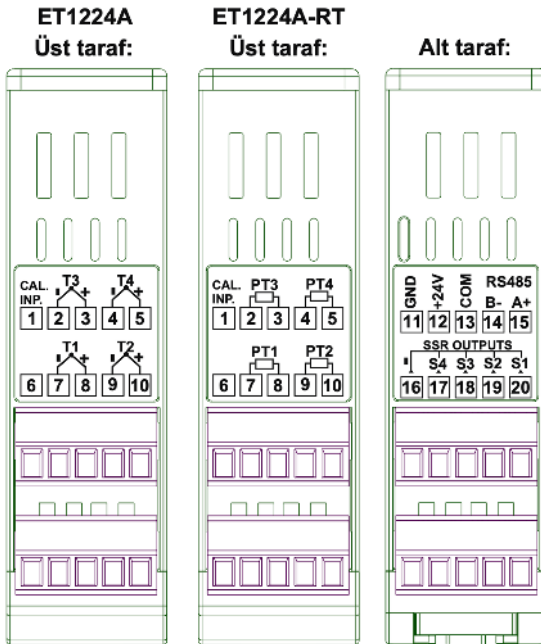 ET1224A
Üst taraf:
CAL. INP.
T3
T4
- +
- +
1 2 3 4 5
T1
T2
- +
- +
6 7 8 9 10
ET1224A-RT
Üst taraf:
CAL. INP.
PT3
PT4
1 2 3 4 5
PT1
PT2
6 7 8 9 10
Alt taraf:
GND +24V COM RS485
B- A+
11 12 13 14 15
SSR OUTPUTS
- S4 S3 S2 S1
16 17 18 19 20